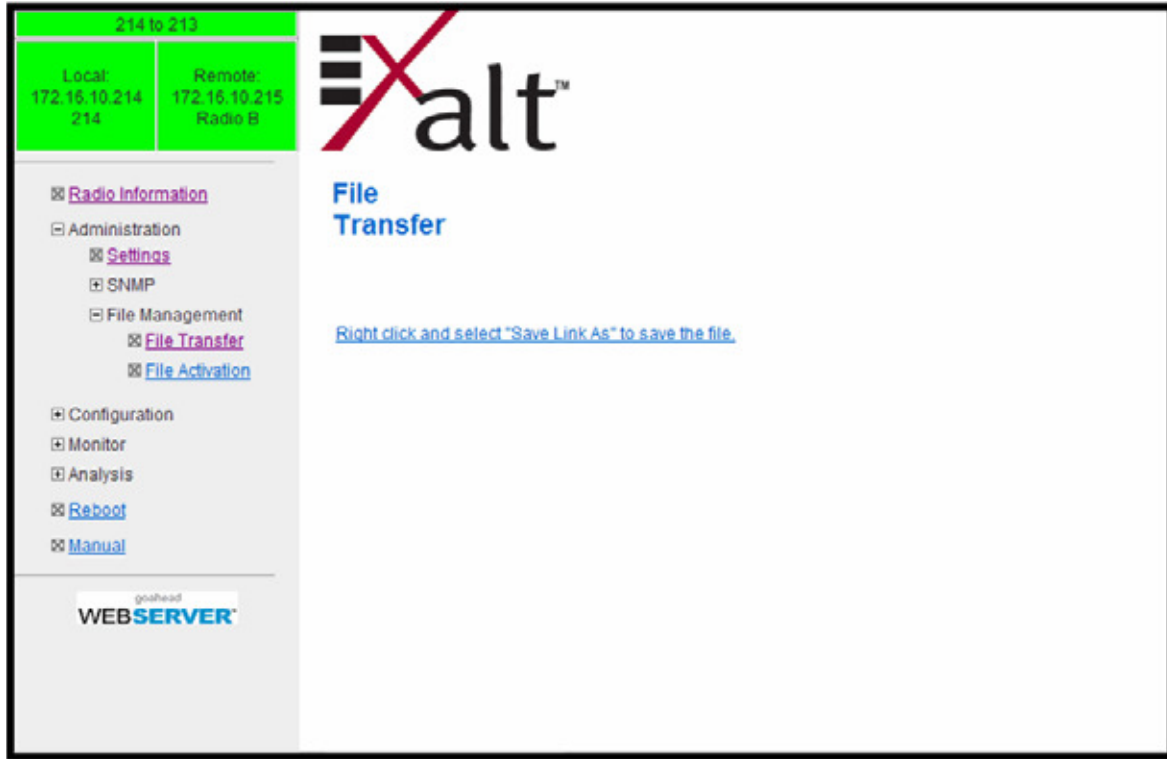 214 to 213
Local:
172.16.10.214
214
Remote:
172.16.10.215
Radio B
Radio Information
Administration
Settings
SNMP
File Management
File Transfer
File Activation
Configuration
Monitor
Analysis
Reboot
Manual
goahead
WEBSERVER™
Exalt™
File
Transfer
Right click and select "Save Link As" to save the file.